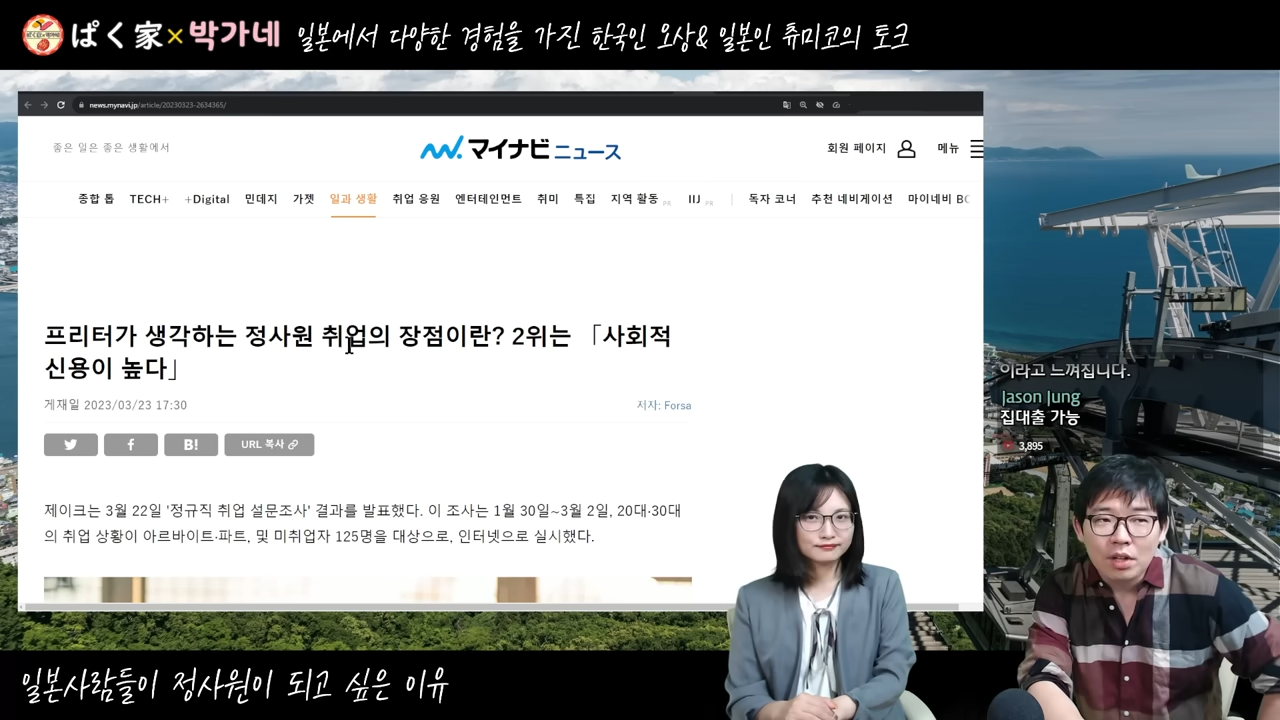 ぱく家×박가네 일본에서 다양한 경험을 가진 한국인 오상& 일본인 츄미코의 토크
news.mynavi.jp/article/20230323-2634365/
좋은 일은 좋은 생활에서
マイナビニュース
회원 페이지
메뉴
종합 톱 TECH+ +Digital 민데지 가젯 일과 생활 취업 응원 엔터테인먼트 취미 특집 지역 활동 PR IIJ PR 독자 코너 추천 네비게이션 마이네비 BO
프리터가 생각하는 정사원 취업의 장점이란? 2위는 「사회적
신용이 높다」
게재일 2023/03/23 17:30
저자: Forsa
B!
URL 복사
제이크는 3월 22일 '정규직 취업 설문조사' 결과를 발표했다. 이 조사는 1월 30일~3월 2일, 20대·30대
의 취업 상황이 아르바이트·파트, 및 미취업자 125명을 대상으로, 인터넷으로 실시했다.
이라고 느껴집니다.
Jason Jung
집대출 가능
3,895
일본사람들이 정사원이 되고 싶은 이유